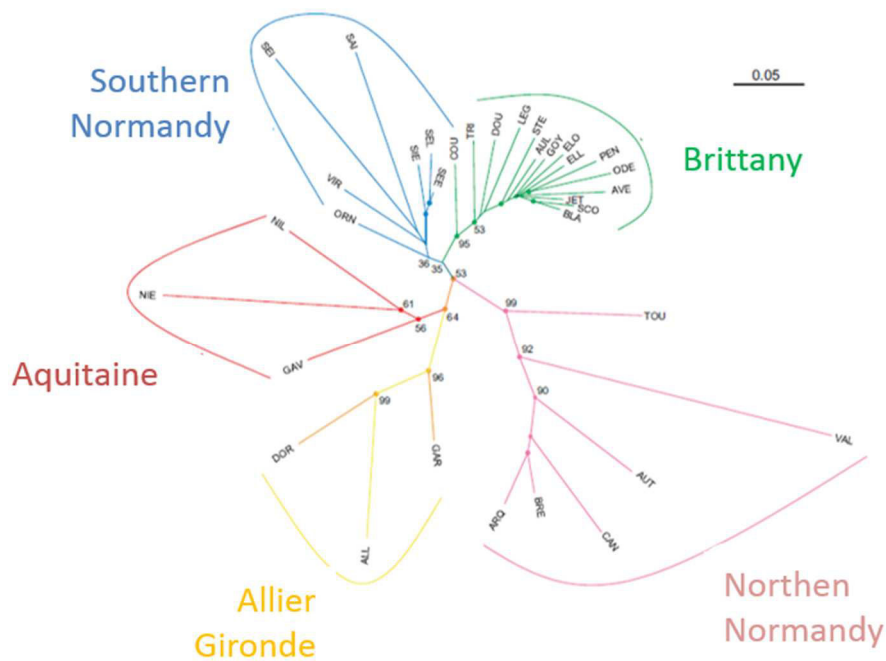 Southern
Normandy
SEI
SAI
SIE
SEL
SEE
VIR
ORN
COU
TRI
DOU
LEG
STE
AUL
GOY
ELO
ELL
PEN
ODE
AVE
JET
SCO
BLA
0.05
Brittany
NIL
NIE
GAV
Aquitaine
36
35
95
53
53
61
56
64
96
99
DOR
ALL
GAR
Allier
Gironde
99
92
90
TOU
VAL
AUT
CAN
BRE
ARQ
Northen
Normandy